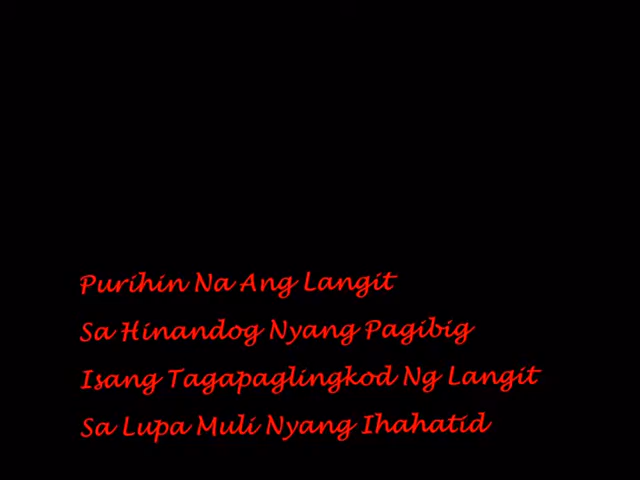 Purihin Na Ang Langit
Sa Hinandog Nyang Pagibig
Isang Tagapaglingkod Ng Langit
Sa Lupa Muli Nyang Ihahatid